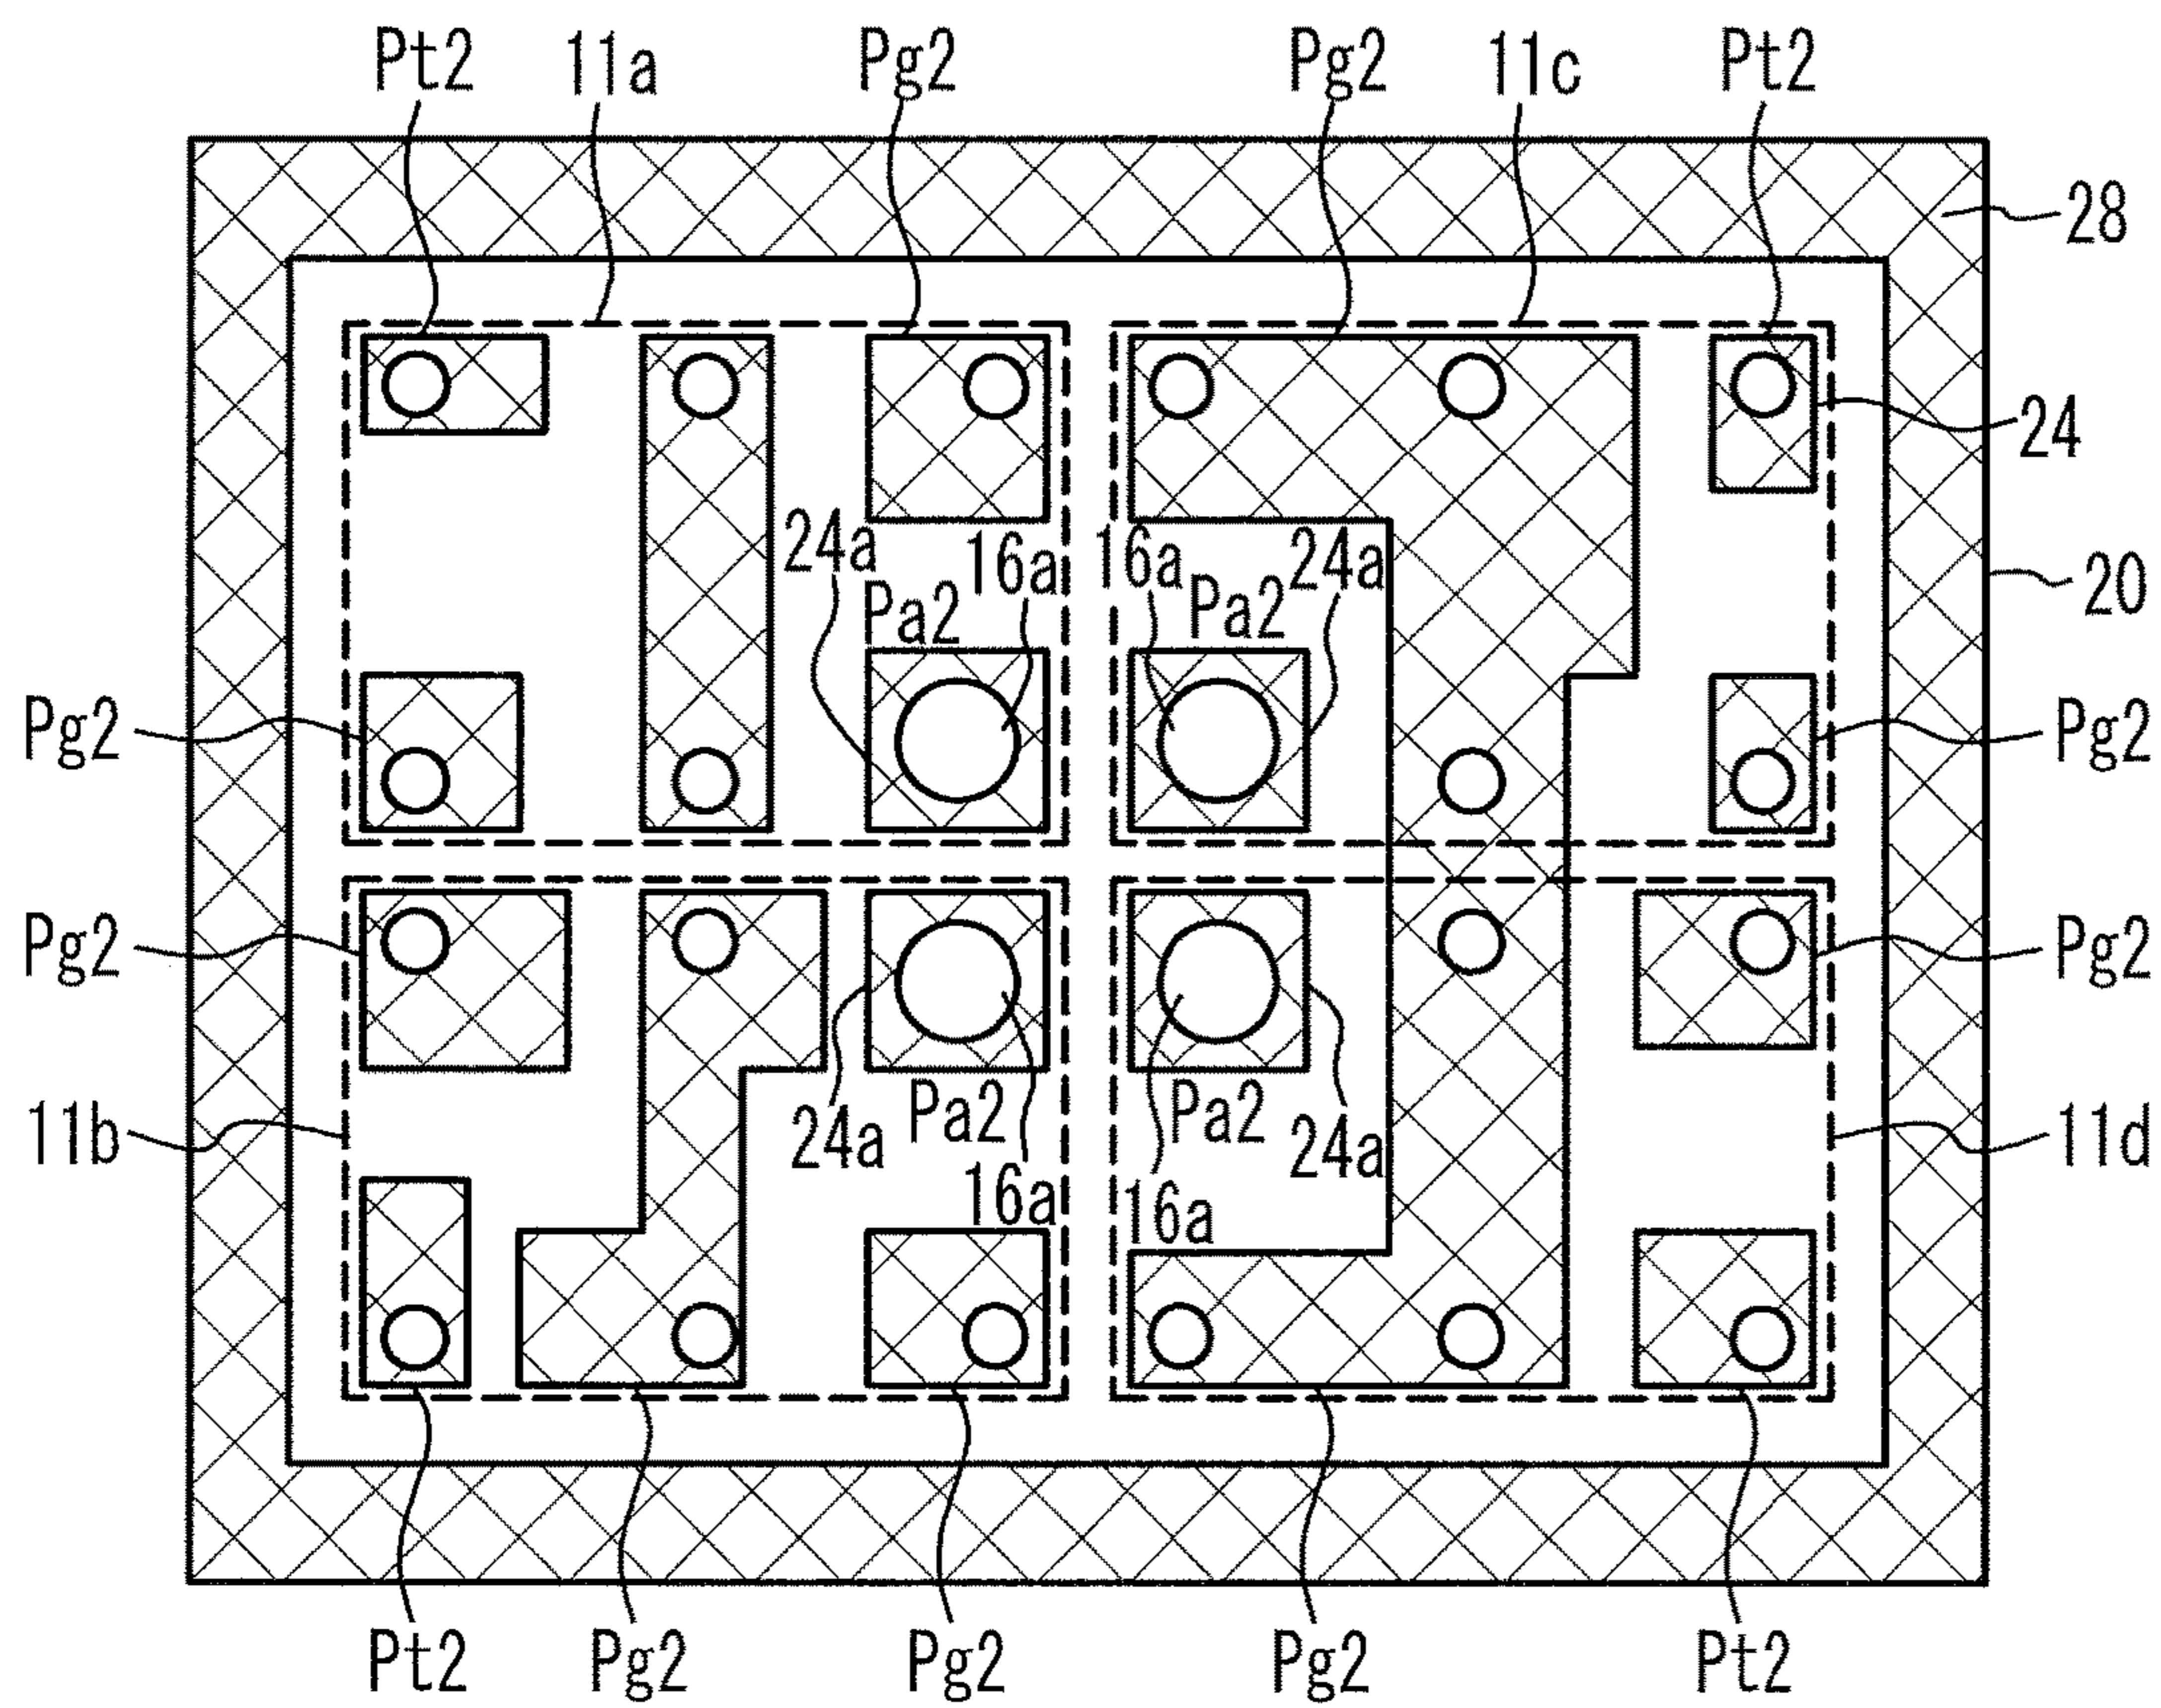 Pt2 11a Pg2 Pg2 11c Pt2
28
24
24a 16a 16a 24a
20
Pa2 Pa2
Pg2 Pg2
Pg2 Pg2
11b 24a Pa2 Pa2 24a 11d
16a 16a
Pt2 Pg2 Pg2 Pg2 Pt2